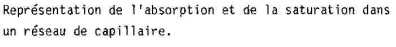 Représentation de l'absorption et de la saturation dans
un réseau de capillaire.